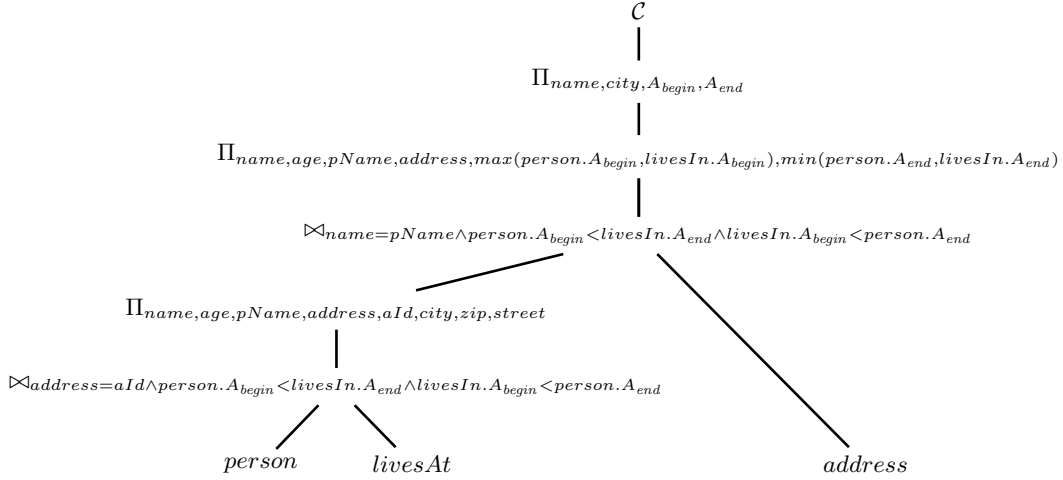 𝒞
Π_{name,city,A_{begin},A_{end}}
Π_{name,age,pName,address,max(person.A_{begin},livesIn.A_{begin}),min(person.A_{end},livesIn.A_{end})}
⋈_{name=pName∧person.A_{begin}<livesIn.A_{end}∧livesIn.A_{begin}<person.A_{end}}
Π_{name,age,pName,address,aId,city,zip,street}
⋈_{address=aId∧person.A_{begin}<livesIn.A_{end}∧livesIn.A_{begin}<person.A_{end}}
person livesAt address